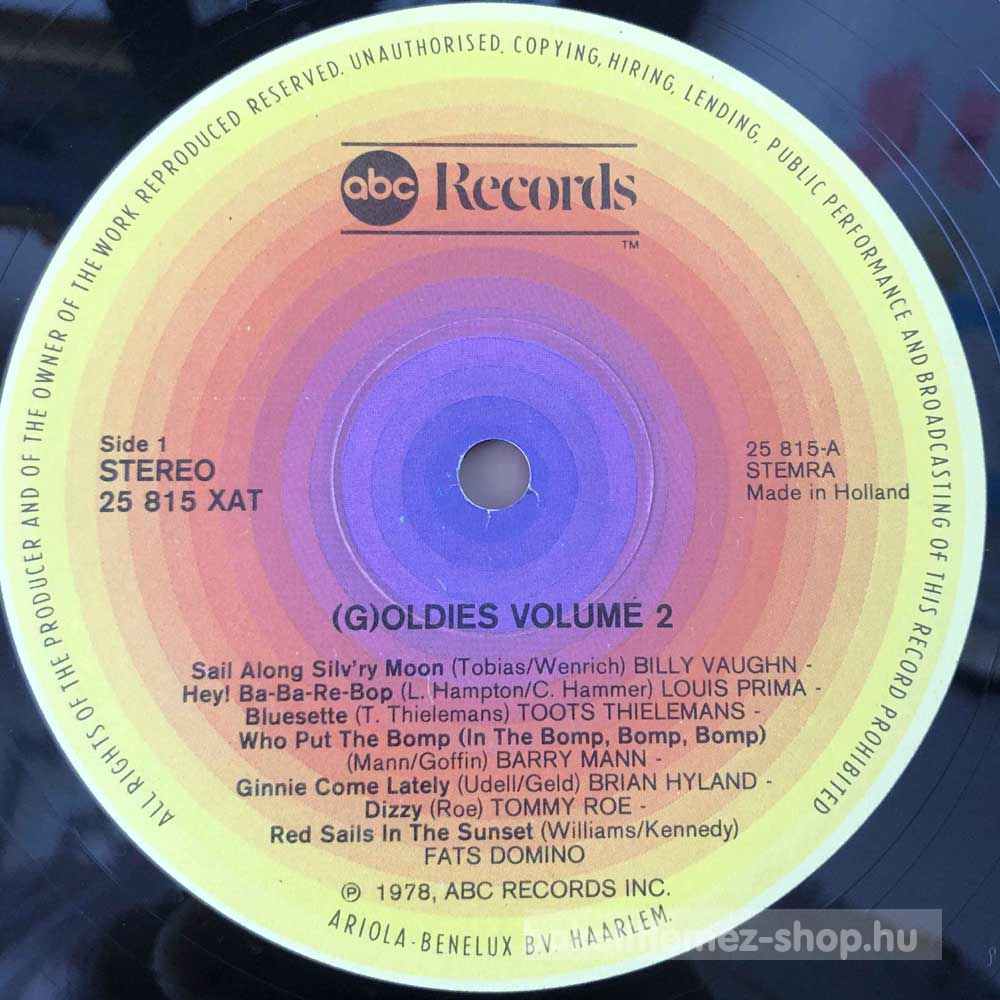 ALL RIGHTS OF THE PRODUCER AND OF THE OWNER OF THE WORK REPRODUCED RESERVED. UNAUTHORISED. COPYING, HIRING, LENDING, PUBLIC PERFORMANCE AND BROADCASTING OF THIS RECORD PROHIBITED
abc Records
TM
Side 1
STEREO
25 815 XAT
25 815-A
STEMRA
Made in Holland
(G)OLDIES VOLUME 2
Sail Along Silv'ry Moon (Tobias/Wenrich) BILLY VAUGHN -
Hey! Ba-Ba-Re-Bop (L. Hampton/C. Hammer) LOUIS PRIMA -
Bluesette (T. Thielemans) TOOTS THIELEMANS -
Who Put The Bomp (In The Bomp, Bomp, Bomp)
(Mann/Goffin) BARRY MANN -
Ginnie Come Lately (Udell/Geld) BRIAN HYLAND -
Dizzy (Roe) TOMMY ROE -
Red Sails In The Sunset (Williams/Kennedy)
FATS DOMINO
℗ 1978, ABC RECORDS INC.
ARIOLA-BENELUX B.V. HAARLEM.